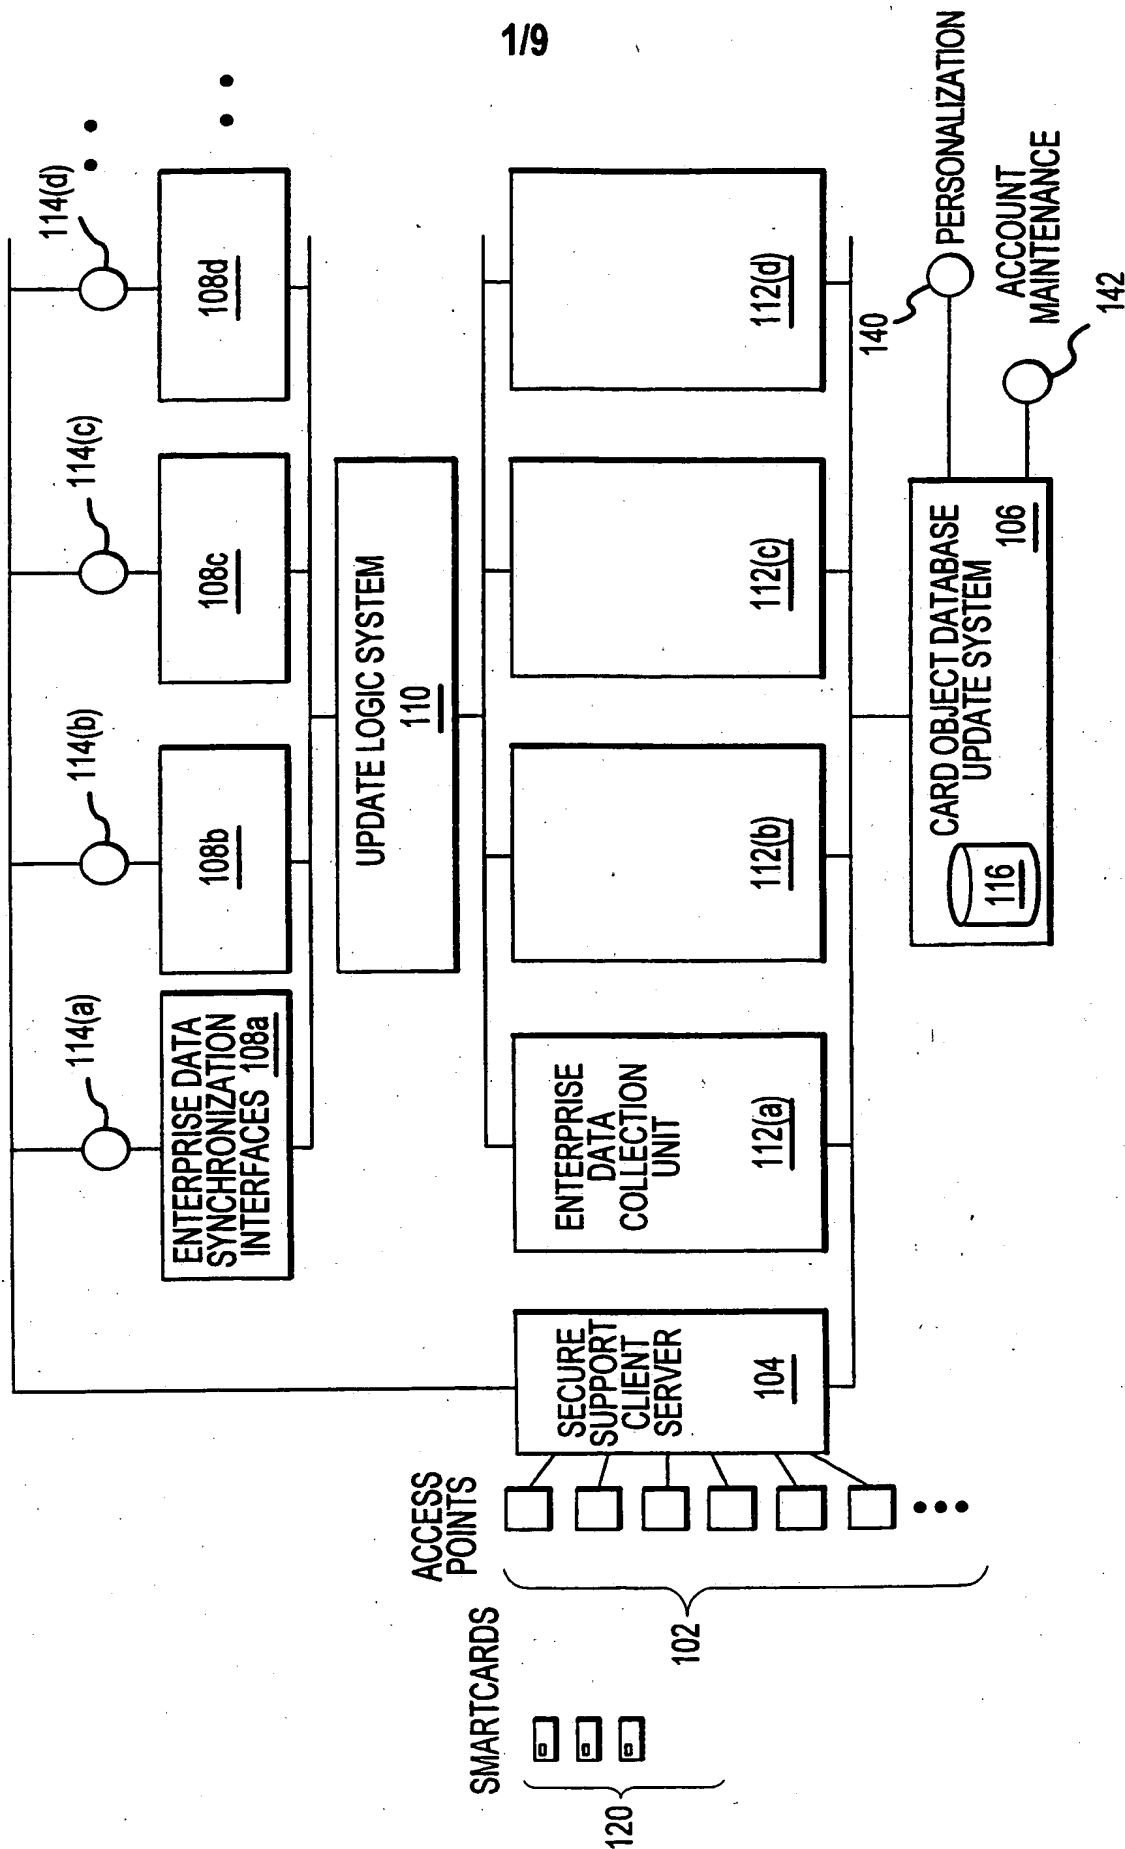 1/9
SMARTCARDS
120
ACCESS
POINTS
102
SECURE
SUPPORT
CLIENT
SERVER
104
114(a)
114(b)
114(c)
114(d)
ENTERPRISE DATA
SYNCHRONIZATION
INTERFACES 108a
108b
108c
108d
UPDATE LOGIC SYSTEM
110
ENTERPRISE
DATA
COLLECTION
UNIT
112(a)
112(b)
112(c)
112(d)
CARD OBJECT DATABASE
UPDATE SYSTEM
116
106
140
PERSONALIZATION
ACCOUNT
MAINTENANCE
142